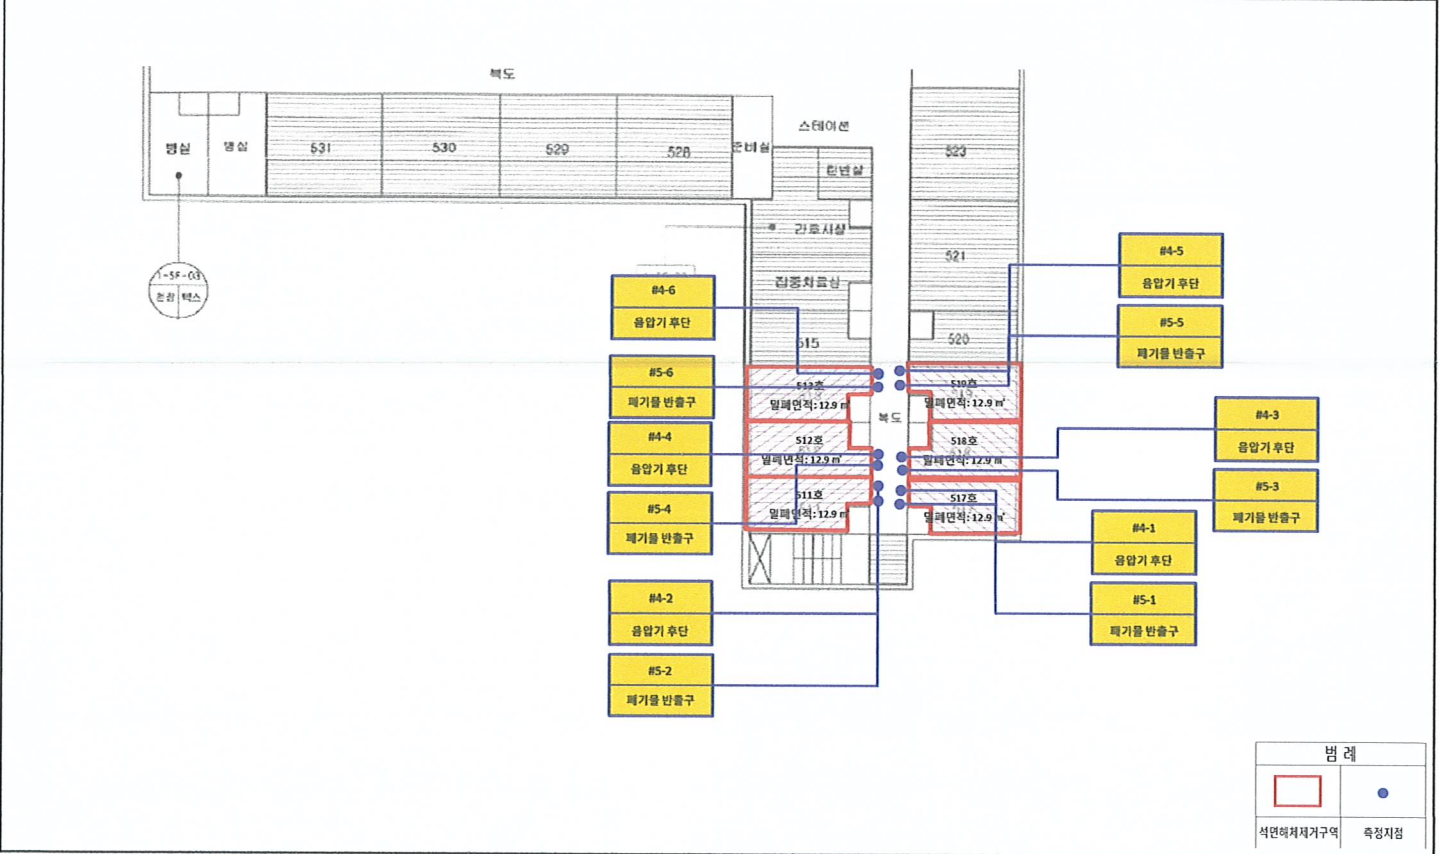 복도
병실
병실
531
530
529
528
준비실
스테이션
린넨실
523
간호사실
521
집중치료실
515
520
1-5F-03
천장 텍스
513호
밀폐면적: 12.9 ㎡
519호
밀폐면적: 12.9 ㎡
복도
512호
밀폐면적: 12.9 ㎡
518호
밀폐면적: 12.9 ㎡
511호
밀폐면적: 12.9 ㎡
517호
밀폐면적: 12.9 ㎡
#4-6
음압기 후단
#5-6
폐기물 반출구
#4-4
음압기 후단
#5-4
폐기물 반출구
#4-2
음압기 후단
#5-2
폐기물 반출구
#4-5
음압기 후단
#5-5
폐기물 반출구
#4-3
음압기 후단
#5-3
폐기물 반출구
#4-1
음압기 후단
#5-1
폐기물 반출구
범 례
석면해체제거구역
측정지점